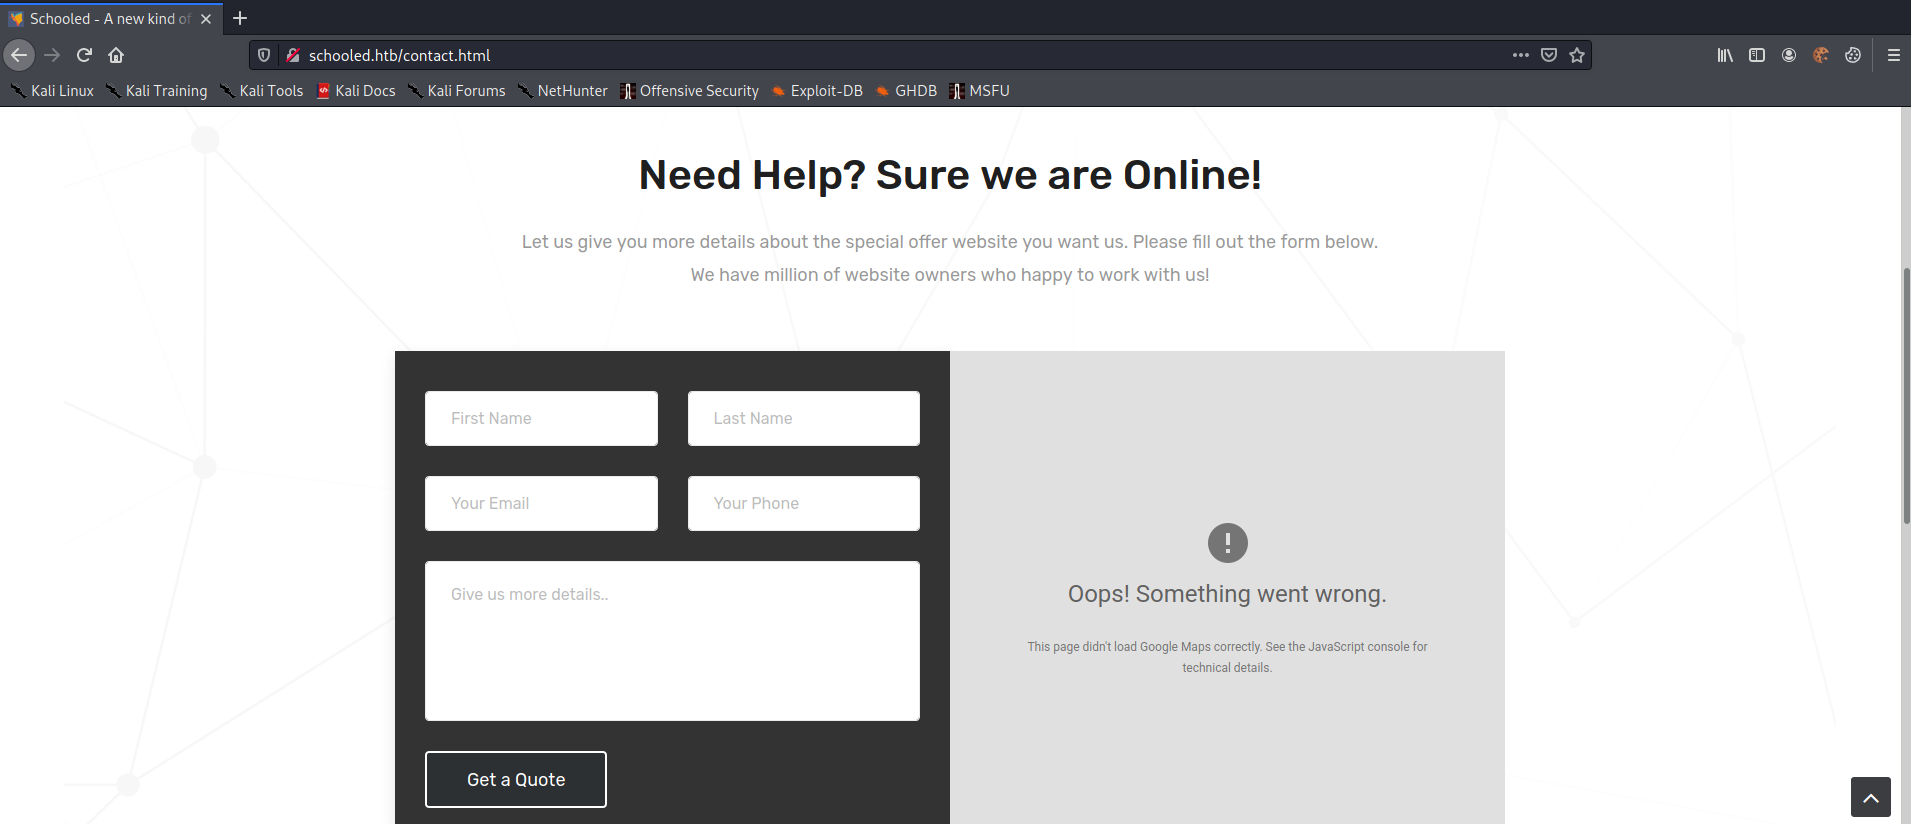 Schooled - A new kind of
schooled.htb/contact.html
Kali Linux Kali Training Kali Tools Kali Docs Kali Forums NetHunter Offensive Security Exploit-DB GHDB MSFU
Need Help? Sure we are Online!
Let us give you more details about the special offer website you want us. Please fill out the form below.
We have million of website owners who happy to work with us!
First Name
Last Name
Your Email
Your Phone
Give us more details..
Get a Quote
Oops! Something went wrong.
This page didn't load Google Maps correctly. See the JavaScript console for
technical details.